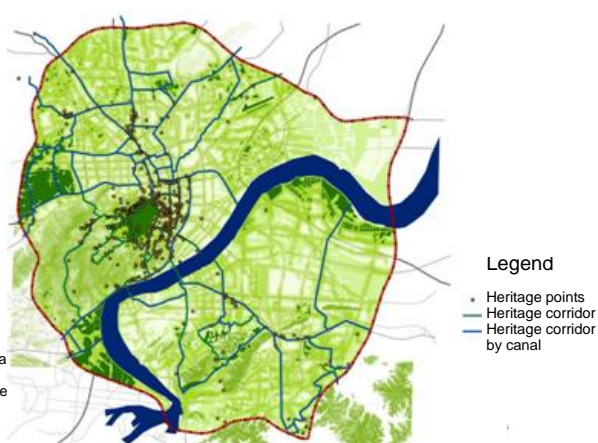 Legend
Heritage points
Heritage corridor
Heritage corridor
by canal
a
e